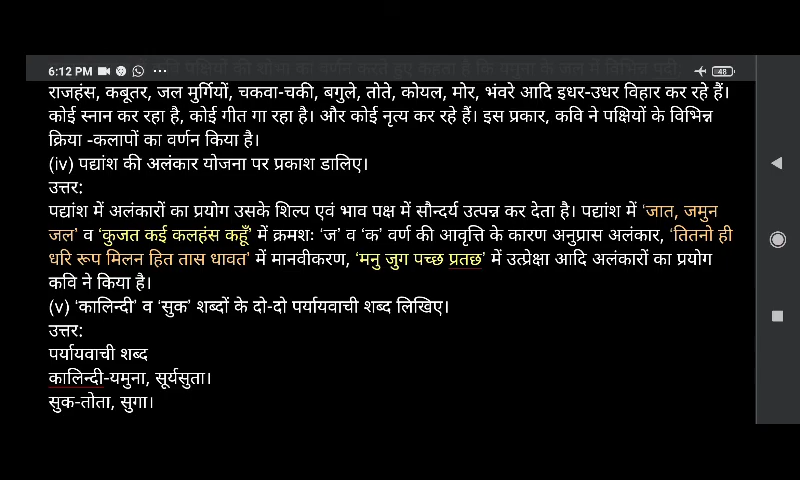 6:12 PM ...
48
राजहंस, कबूतर, जल मुर्गियों, चकवा-चकी, बगुले, तोते, कोयल, मोर, भंवरे आदि इधर-उधर विहार कर रहे हैं।
कोई स्नान कर रहा है, कोई गीत गा रहा है। और कोई नृत्य कर रहे हैं। इस प्रकार, कवि ने पक्षियों के विभिन्न
क्रिया -कलापों का वर्णन किया है।
(iv) पद्यांश की अलंकार योजना पर प्रकाश डालिए।
उत्तर:
पद्यांश में अलंकारों का प्रयोग उसके शिल्प एवं भाव पक्ष में सौन्दर्य उत्पन्न कर देता है। पद्यांश में ‘जात, जमुन
जल’ व ‘कुजत कई कलहंस कहूँ’ में क्रमशः ‘ज’ व ‘क’ वर्ण की आवृत्ति के कारण अनुप्रास अलंकार, ‘तितनो ही
धरि रूप मिलन हित तास धावत’ में मानवीकरण, ‘मनु जुग पच्छ प्रतछ’ में उत्प्रेक्षा आदि अलंकारों का प्रयोग
कवि ने किया है।
(v) ‘कालिन्दी’ व ‘सुक’ शब्दों के दो-दो पर्यायवाची शब्द लिखिए।
उत्तर:
पर्यायवाची शब्द
कालिन्दी-यमुना, सूर्यसुता।
सुक-तोता, सुगा।